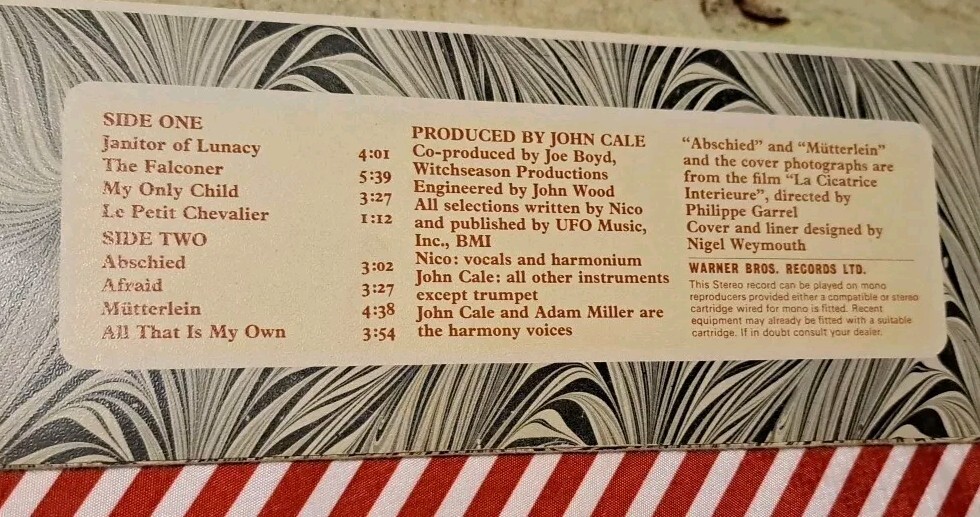 SIDE ONE
Janitor of Lunacy 4:01
The Falconer 5:39
My Only Child 3:27
Le Petit Chevalier 1:12
SIDE TWO
Abschied 3:02
Afraid 3:27
Mütterlein 4:38
All That Is My Own 3:54
PRODUCED BY JOHN CALE
Co-produced by Joe Boyd,
Witchseason Productions
Engineered by John Wood
All selections written by Nico
and published by UFO Music,
Inc., BMI
Nico: vocals and harmonium
John Cale: all other instruments
except trumpet
John Cale and Adam Miller are
the harmony voices
"Abschied" and "Mütterlein"
and the cover photographs are
from the film "La Cicatrice
Interieure", directed by
Philippe Garrel
Cover and liner designed by
Nigel Weymouth
WARNER BROS. RECORDS LTD.
This Stereo record can be played on mono
reproducers provided either a compatible or stereo
cartridge wired for mono is fitted. Recent
equipment may already be fitted with a suitable
cartridge. If in doubt consult your dealer.